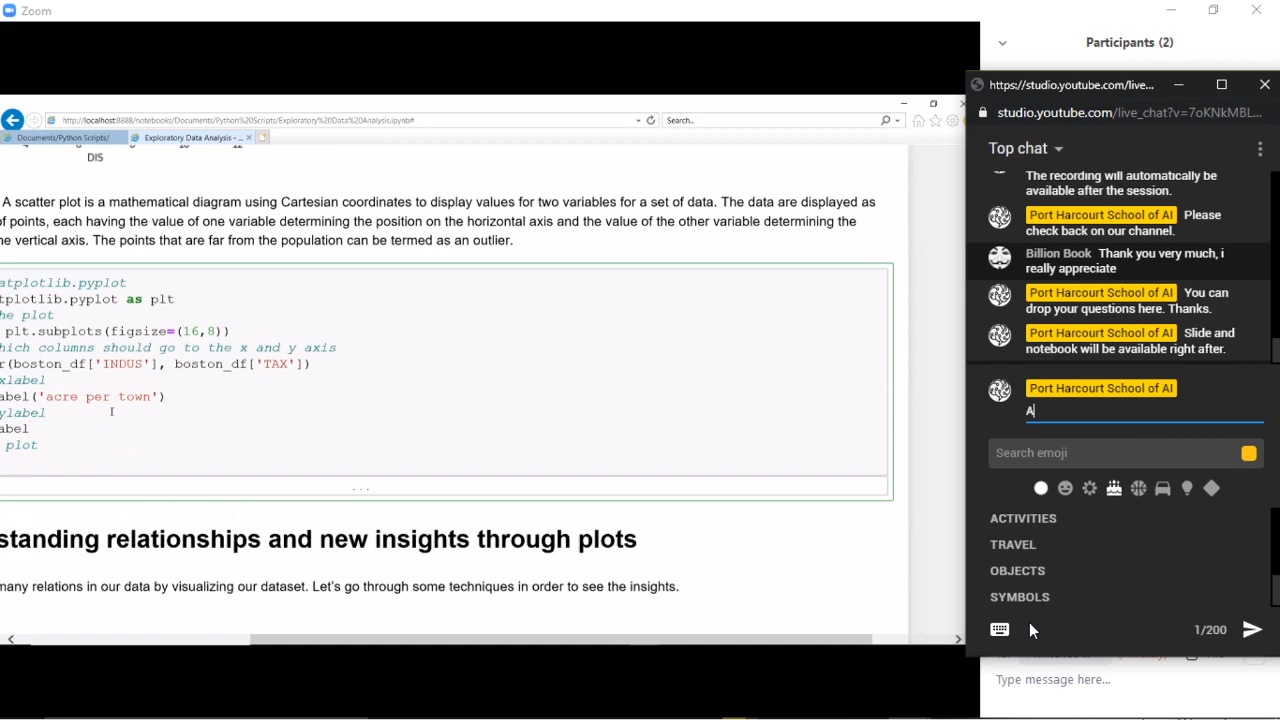 Zoom
Participants (2)
https://studio.youtube.com/live...
studio.youtube.com/live_chat?v=7oKNkMBL...
http://localhost:8888/notebooks/Documents/Python%20Scripts/Exploratory%20Data%20Analysis.ipynb#
Search...
Documents/Python Scripts/
Exploratory Data Analysis - ...
DIS
A scatter plot is a mathematical diagram using Cartesian coordinates to display values for two variables for a set of data. The data are displayed as
of points, each having the value of one variable determining the position on the horizontal axis and the value of the other variable determining the
he vertical axis. The points that are far from the population can be termed as an outlier.
atplotlib.pyplot
tplotlib.pyplot as plt
he plot
plt.subplots(figsize=(16,8))
hich columns should go to the x and y axis
r(boston_df['INDUS'], boston_df['TAX'])
xlabel
abel('acre per town')
ylabel
abel
plot
...
standing relationships and new insights through plots
many relations in our data by visualizing our dataset. Let's go through some techniques in order to see the insights.
Top chat
The recording will automatically be
available after the session.
Port Harcourt School of AI Please
check back on our channel.
Billion Book Thank you very much, i
really appreciate
Port Harcourt School of AI You can
drop your questions here. Thanks.
Port Harcourt School of AI Slide and
notebook will be available right after.
Port Harcourt School of AI
A
Search emoji
ACTIVITIES
TRAVEL
OBJECTS
SYMBOLS
1/200
Type message here...